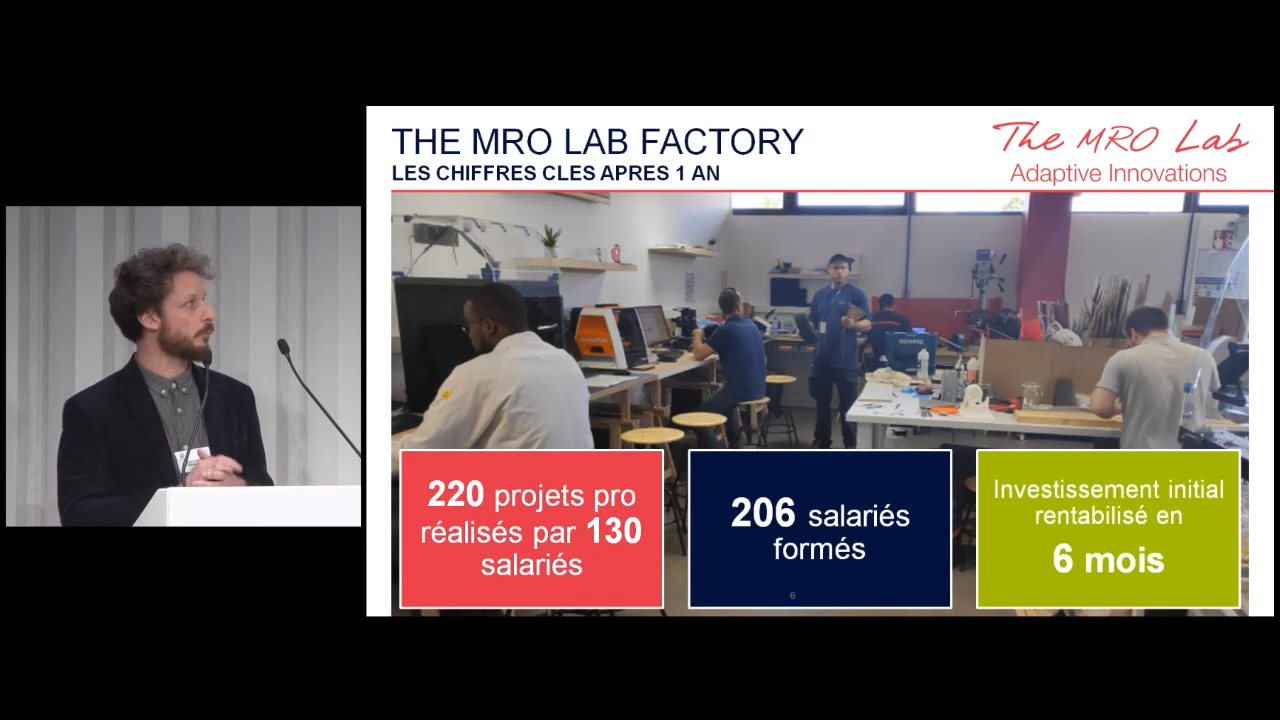 THE MRO LAB FACTORY
LES CHIFFRES CLES APRES 1 AN
The MRO Lab
Adaptive Innovations
220 projets pro
réalisés par 130
salariés
206 salariés
formés
6
Investissement initial
rentabilisé en
6 mois